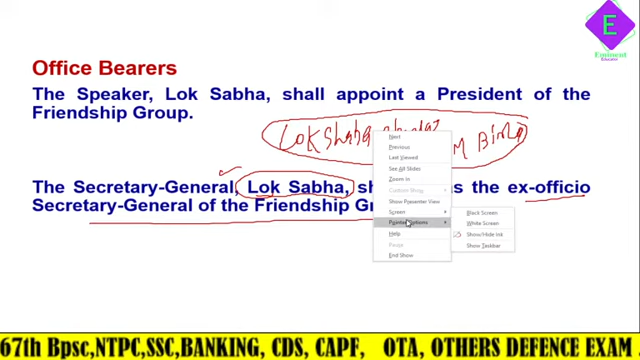 E
Eminent
Educator
Office Bearers
The Speaker, Lok Sabha, shall appoint a President of the
Friendship Group.
LOK Shabha
M Birla
The Secretary-General, Lok Sabha, as the ex-officio
Secretary-General of the Friendship
Next
Previous
Last Viewed
See All Slides
Zoom In
Custom Show
Show Presenter View
Screen
Pointer Options
Help
Pause
End Show
Black Screen
White Screen
Show/Hide Ink
Show Taskbar
67th Bpsc,NTPC,SSC,BANKING, CDS, CAPF, OTA, OTHERS DEFENCE EXAM